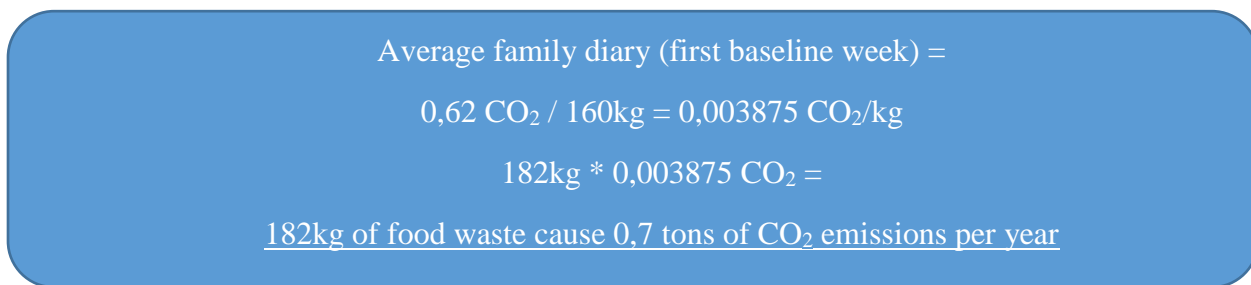 Average family diary (first baseline week) =
0,62 CO₂ / 160kg = 0,003875 CO₂/kg
182kg * 0,003875 CO₂ =
182kg of food waste cause 0,7 tons of CO₂ emissions per year